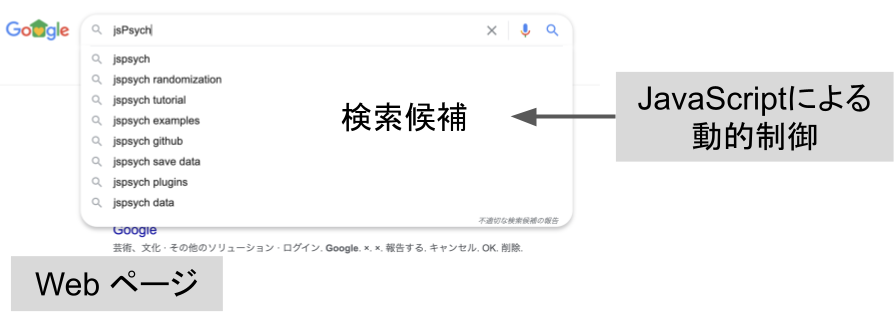 Google
jsPsych
jspsych
jspsych randomization
jspsych tutorial
jspsych examples
jspsych github
jspsych save data
jspsych plugins
jspsych data
検索候補
JavaScriptによる
動的制御
不適切な検索候補の報告
Google
芸術、文化 · その他のソリューション · ログイン. Google. ×. ×. 報告する. キャンセル. OK. 削除.
Web ページ